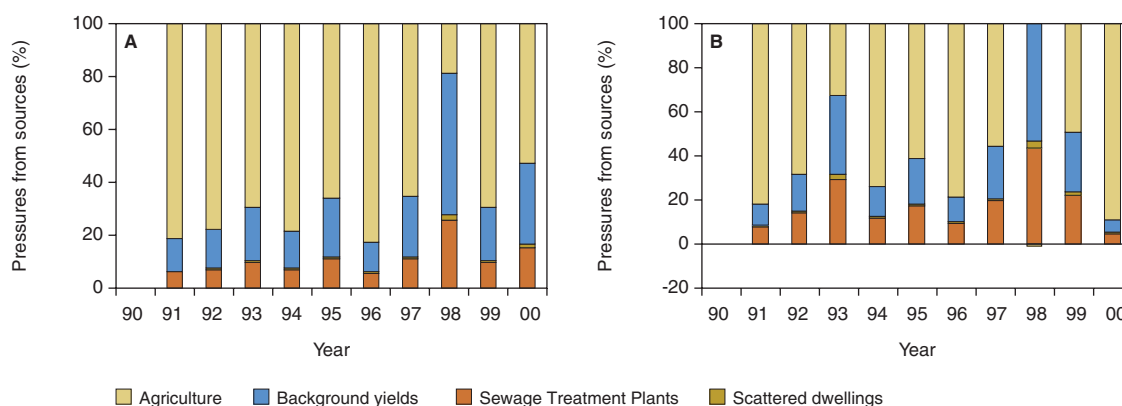 A
Pressures from sources (%)
100
80
60
40
20
0
90 91 92 93 94 95 96 97 98 99 00
Year
B
Pressures from sources (%)
100
80
60
40
20
0
-20
90 91 92 93 94 95 96 97 98 99 00
Year
Agriculture Background yields Sewage Treatment Plants Scattered dwellings